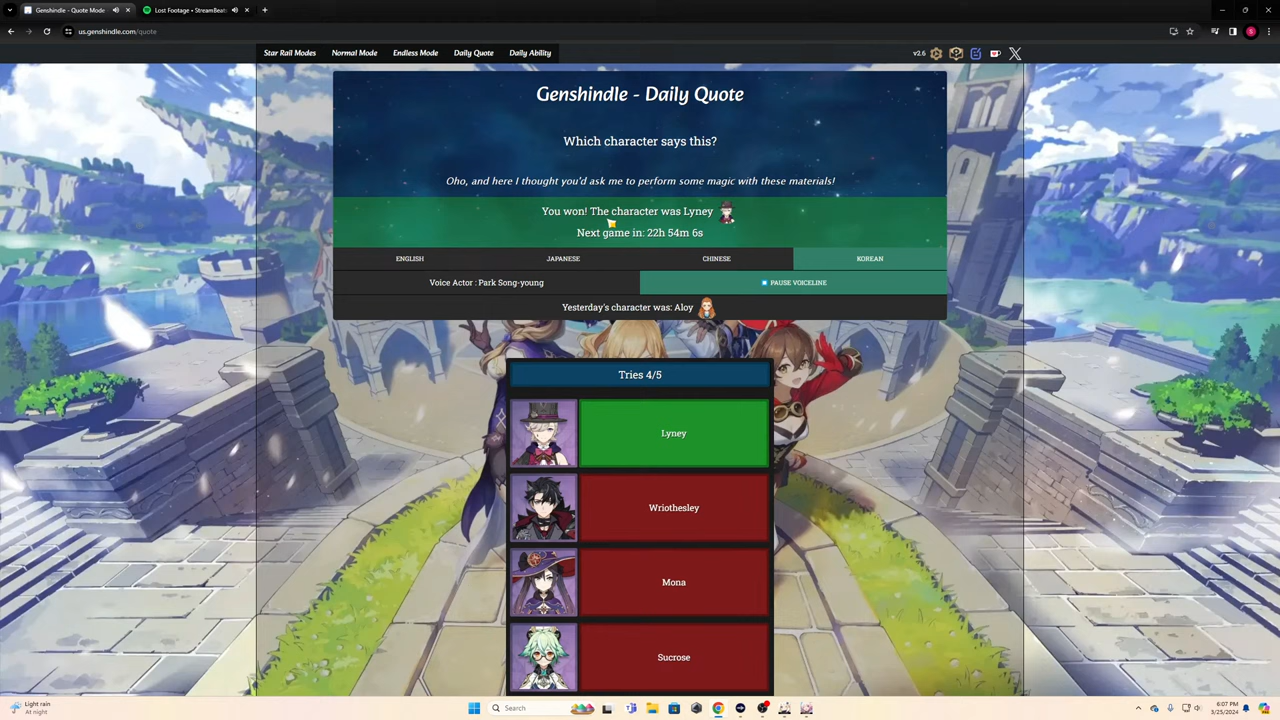 Genshindle - Quote Mode
Lost Footage • StreamBeats
us.genshindle.com/quote
Star Rail Modes
Normal Mode
Endless Mode
Daily Quote
Daily Ability
v2.6
Genshindle - Daily Quote
Which character says this?
Oho, and here I thought you'd ask me to perform some magic with these materials!
You won! The character was Lyney
Next game in: 22h 54m 6s
ENGLISH
JAPANESE
CHINESE
KOREAN
Voice Actor : Park Song-young
PAUSE VOICELINE
Yesterday's character was: Aloy
Tries 4/5
Lyney
Wriothesley
Mona
Sucrose
Light rain
At night
Search
6:07 PM
3/25/2024